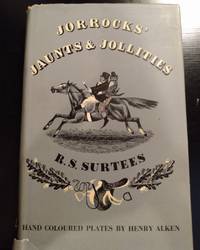 JORROCKS'
JAUNTS & JOLLITIES
R. S. SURTEES
HAND COLOURED PLATES BY HENRY ALKEN